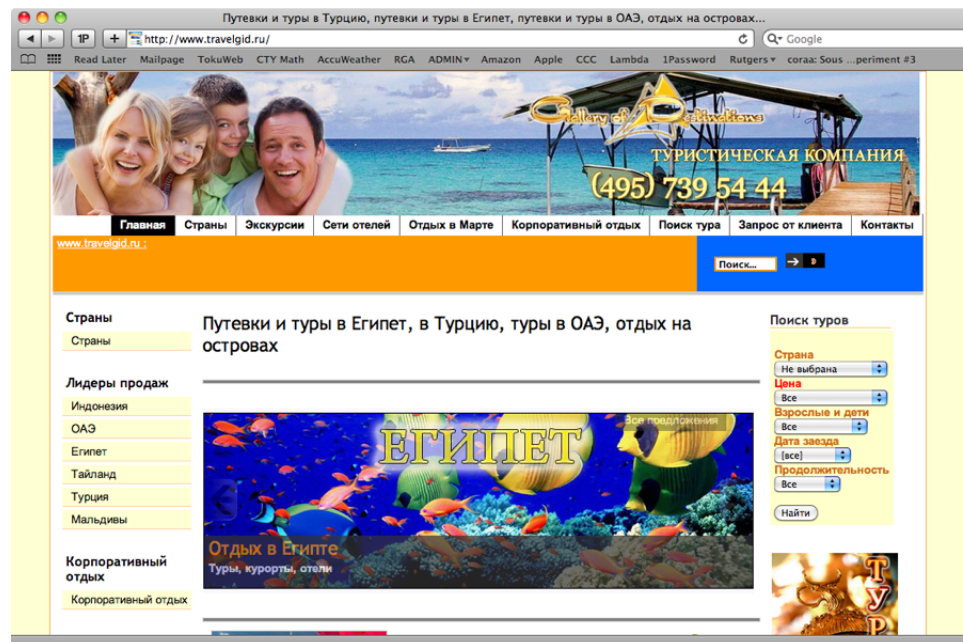 Путевки и туры в Турцию, путевки и туры в Египет, путевки и туры в ОАЭ, отдых на островах...
1P
+
http://www.travelgid.ru/
Google
Read Later Mailpage TokuWeb CTY Math AccuWeather RGA ADMIN▾ Amazon Apple CCC Lambda 1Password Rutgers▾ coraa: Sous ...periment #3
Gallery of Destinations
ТУРИСТИЧЕСКАЯ КОМПАНИЯ
(495) 739 54 44
Главная Страны Экскурсии Сети отелей Отдых в Марте Корпоративный отдых Поиск тура Запрос от клиента Контакты
www.travelgid.ru :
Поиск...
Страны
Страны
Лидеры продаж
Индонезия
ОАЭ
Египет
Тайланд
Турция
Мальдивы
Корпоративный
отдых
Корпоративный отдых
Путевки и туры в Египет, в Турцию, туры в ОАЭ, отдых на
островах
Все предложения
ЕГИПЕТ
Отдых в Египте
Туры, курорты, отели
Поиск туров
Страна
Не выбрана
Цена
Все
Взрослые и дети
Все
Дата заезда
[все]
Продолжительность
Все
Найти
Т
У
Р